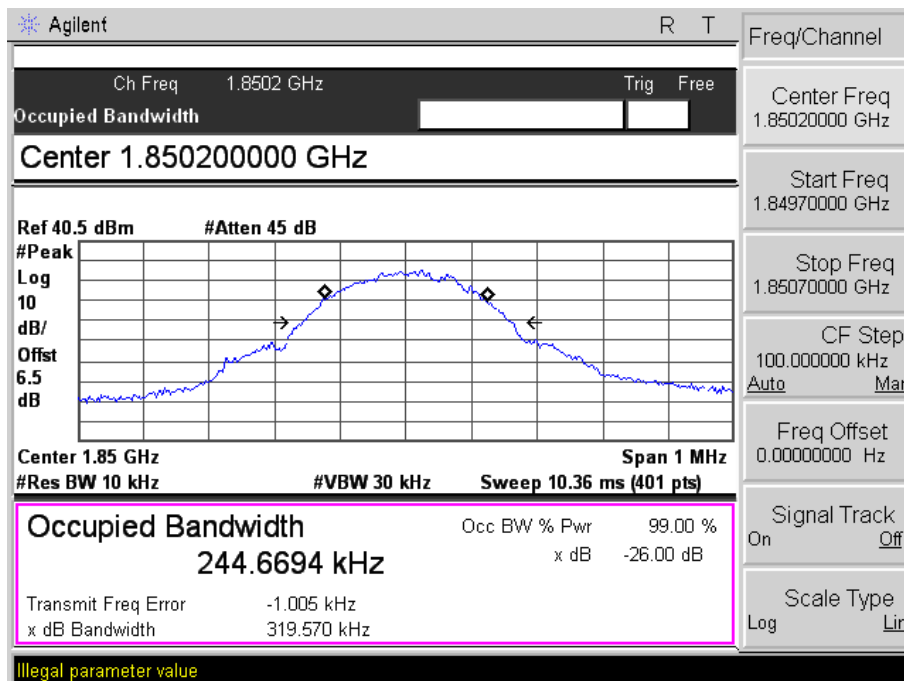 Agilent R T
Ch Freq 1.8502 GHz Trig Free
Occupied Bandwidth
Center 1.850200000 GHz
Ref 40.5 dBm #Atten 45 dB
#Peak
Log
10
dB/
Offst
6.5
dB
Center 1.85 GHz Span 1 MHz
#Res BW 10 kHz #VBW 30 kHz Sweep 10.36 ms (401 pts)
Occupied Bandwidth Occ BW % Pwr 99.00 %
244.6694 kHz x dB -26.00 dB
Transmit Freq Error -1.005 kHz
x dB Bandwidth 319.570 kHz
Illegal parameter value
Freq/Channel
Center Freq
1.85020000 GHz
Start Freq
1.84970000 GHz
Stop Freq
1.85070000 GHz
CF Step
100.000000 kHz
Auto Mar
Freq Offset
0.00000000 Hz
Signal Track
On Off
Scale Type
Log Lin